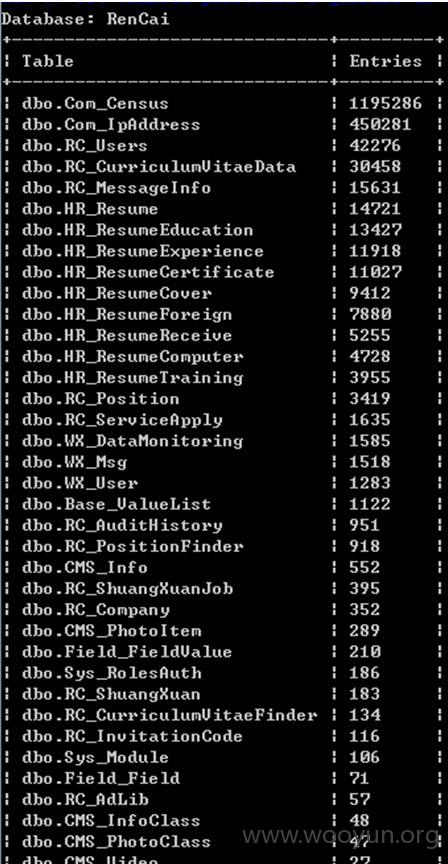 Database: RenCai
Table Entries
dbo.Com_Census 1195286
dbo.Com_IpAddress 450281
dbo.RC_Users 42276
dbo.RC_CurriculumVitaeData 30458
dbo.RC_MessageInfo 15631
dbo.HR_Resume 14721
dbo.HR_ResumeEducation 13427
dbo.HR_ResumeExperience 11918
dbo.HR_ResumeCertificate 11027
dbo.HR_ResumeCover 9412
dbo.HR_ResumeForeign 7880
dbo.HR_ResumeReceive 5255
dbo.HR_ResumeComputer 4728
dbo.HR_ResumeTraining 3955
dbo.RC_Position 3419
dbo.RC_ServiceApply 1635
dbo.WX_DataMonitoring 1585
dbo.WX_Msg 1518
dbo.WX_User 1283
dbo.Base_ValueList 1122
dbo.RC_AuditHistory 951
dbo.RC_PositionFinder 918
dbo.CMS_Info 552
dbo.RC_ShuangXuanJob 395
dbo.RC_Company 352
dbo.CMS_PhotoItem 289
dbo.Field_FieldValue 210
dbo.Sys_RolesAuth 186
dbo.RC_ShuangXuan 183
dbo.RC_CurriculumVitaeFinder 134
dbo.RC_InvitationCode 116
dbo.Sys_Module 106
dbo.Field_Field 71
dbo.RC_AdLib 57
dbo.CMS_InfoClass 48
dbo.CMS_PhotoClass 47
www.wooyun.org
dbo.CMS_Video